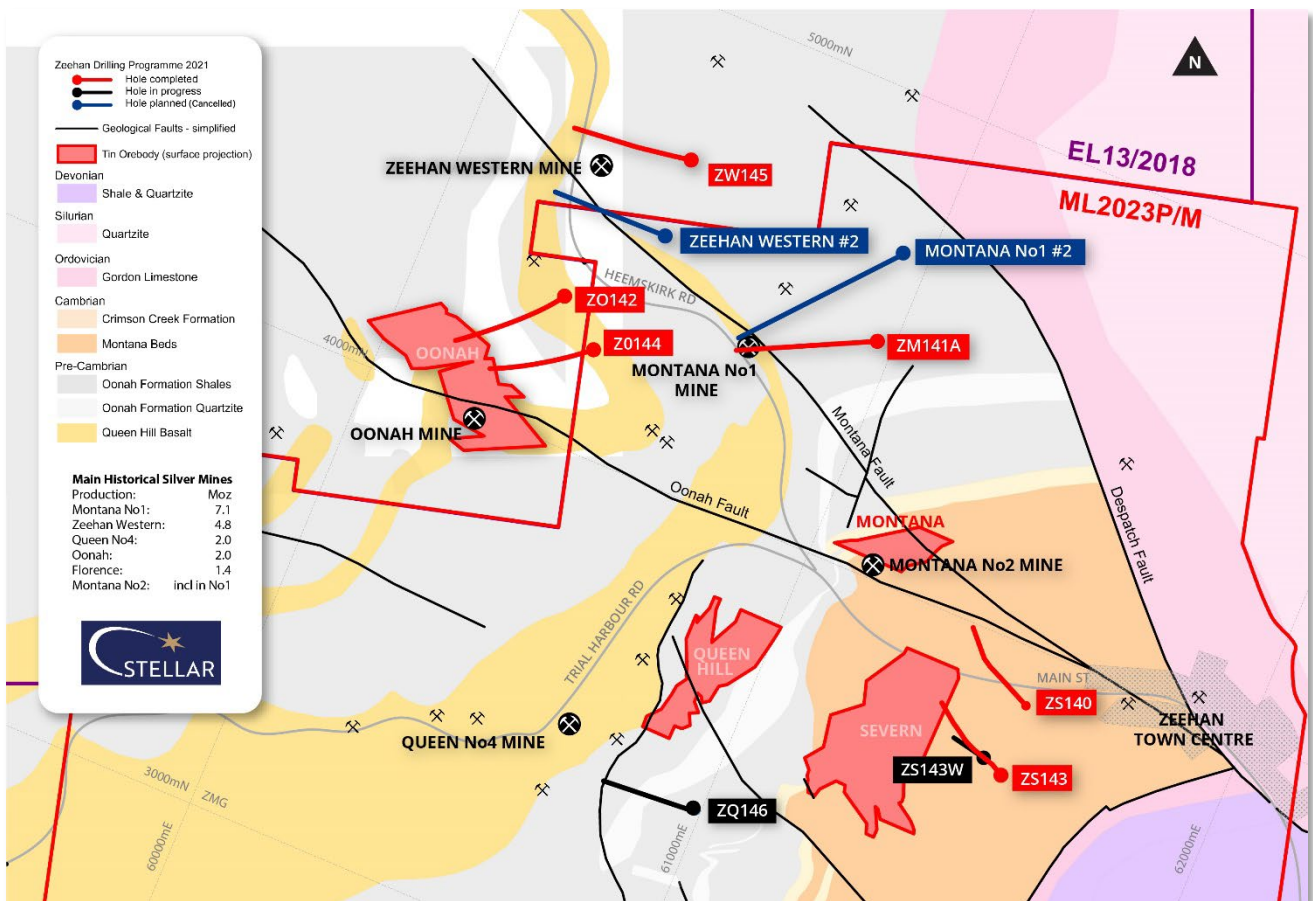 Zeehan Drilling Programme 2021
Hole completed
Hole in progress
Hole planned (Cancelled)
Geological Faults - simplified
Tin Orebody (surface projection)
Devonian
Shale & Quartzite
Silurian
Quartzite
Ordovician
Gordon Limestone
Cambrian
Crimson Creek Formation
Montana Beds
Pre-Cambrian
Oonah Formation Shales
Oonah Formation Quartzite
Queen Hill Basalt
Main Historical Silver Mines
Production: Moz
Montana No1: 7.1
Zeehan Western: 4.8
Queen No4: 2.0
Oonah: 2.0
Florence: 1.4
Montana No2: incl in No1
STELLAR
5000mN
N
EL13/2018
ML2023P/M
ZEEHAN WESTERN MINE
ZW145
ZEEHAN WESTERN #2
MONTANA No1 #2
HEEMSKIRK RD
ZO142
Z0144
ZM141A
4000mN
OONAH
MONTANA No1
MINE
OONAH MINE
Montana Fault
Oonah Fault
Despatch Fault
MONTANA
MONTANA No2 MINE
TRIAL HARBOUR RD
QUEEN
HILL
MAIN ST
ZS140
ZEEHAN
TOWN CENTRE
SEVERN
QUEEN No4 MINE
ZS143W
ZS143
3000mN
ZMG
ZQ146
60000mE
61000mE
62000mE